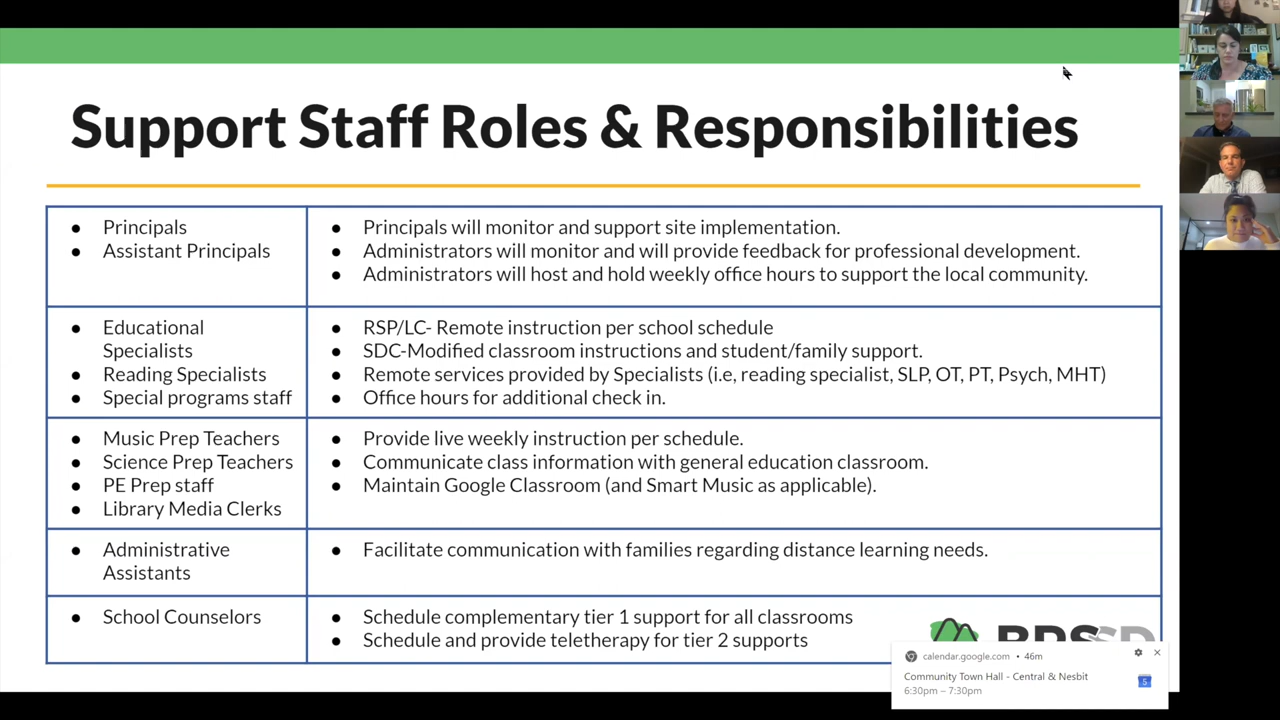 Support Staff Roles & Responsibilities
● Principals
● Assistant Principals
● Principals will monitor and support site implementation.
● Administrators will monitor and will provide feedback for professional development.
● Administrators will host and hold weekly office hours to support the local community.
● Educational
Specialists
● Reading Specialists
● Special programs staff
● RSP/LC- Remote instruction per school schedule
● SDC-Modified classroom instructions and student/family support.
● Remote services provided by Specialists (i.e, reading specialist, SLP, OT, PT, Psych, MHT)
● Office hours for additional check in.
● Music Prep Teachers
● Science Prep Teachers
● PE Prep staff
● Library Media Clerks
● Provide live weekly instruction per schedule.
● Communicate class information with general education classroom.
● Maintain Google Classroom (and Smart Music as applicable).
● Administrative
Assistants
● Facilitate communication with families regarding distance learning needs.
● School Counselors
● Schedule complementary tier 1 support for all classrooms
● Schedule and provide teletherapy for tier 2 supports
calendar.google.com • 46m
Community Town Hall - Central & Nesbit
6:30pm – 7:30pm
5